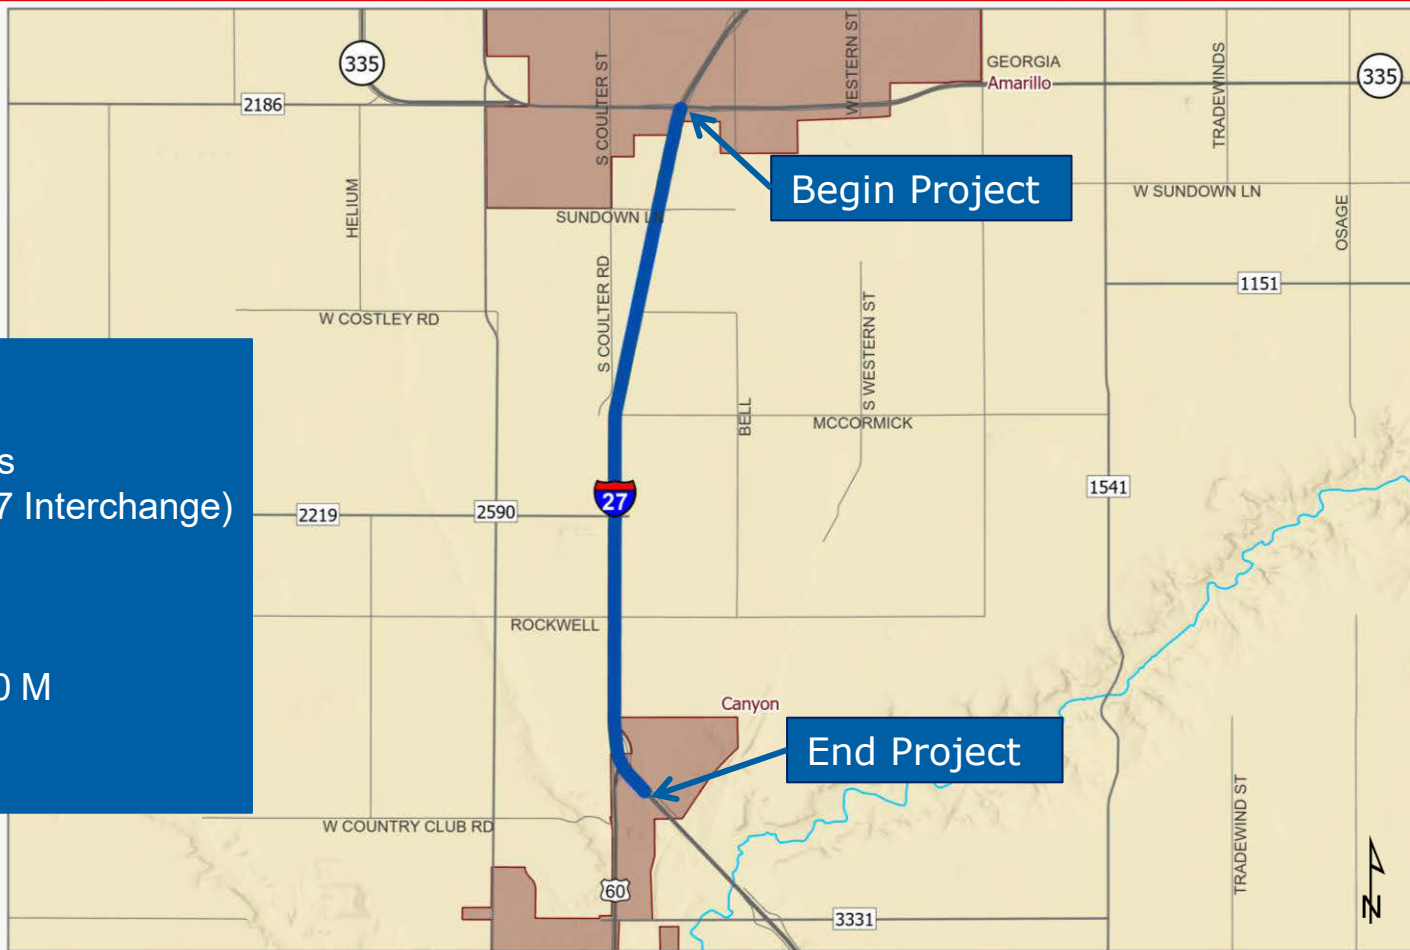 335
2186
S COULTER ST
WESTERN ST
GEORGIA
Amarillo
TRADEWINDS
335
Begin Project
W SUNDOWN LN
HELIUM
SUNDOWN LN
OSAGE
1151
S COULTER RD
W COSTLEY RD
S WESTERN ST
BELL
MCCORMICK
s
7 Interchange)
27
2219
2590
1541
ROCKWELL
0 M
Canyon
End Project
W COUNTRY CLUB RD
TRADEWIND ST
60
3331
N